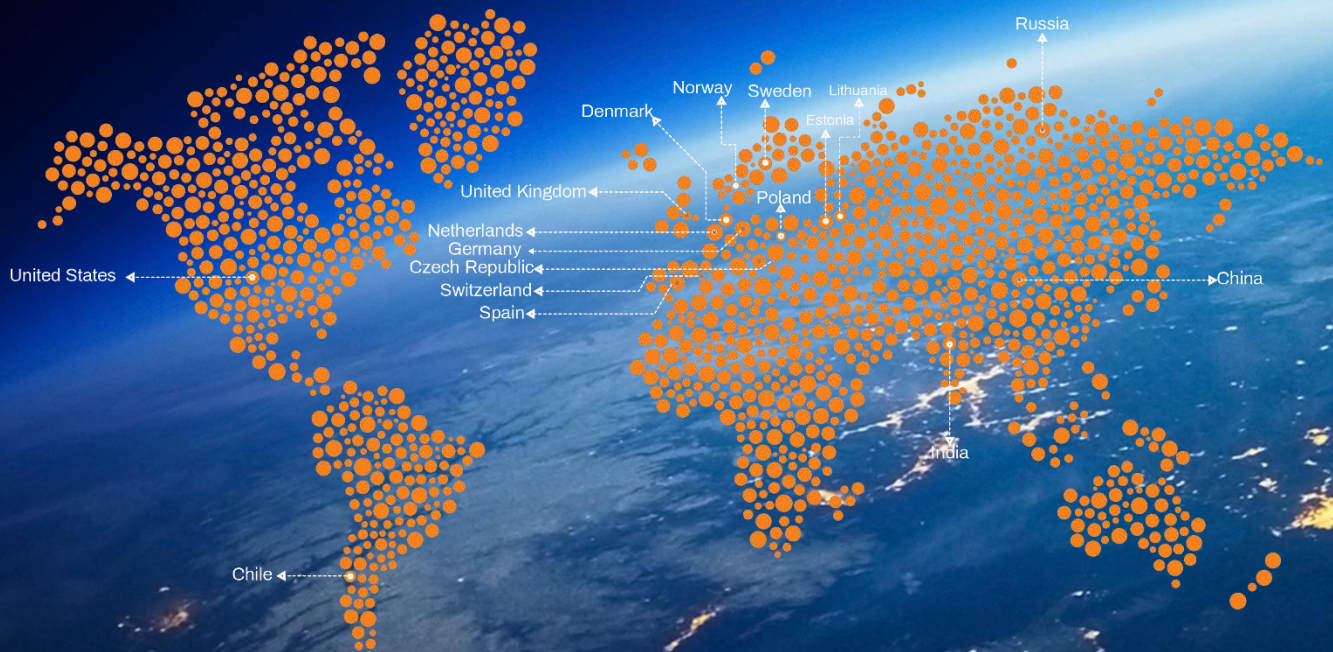 Russia
Norway
Sweden
Lithuania
Denmark
Estonia
United Kingdom
Poland
Netherlands
Germany
Czech Republic
United States
China
Switzerland
Spain
India
Chile